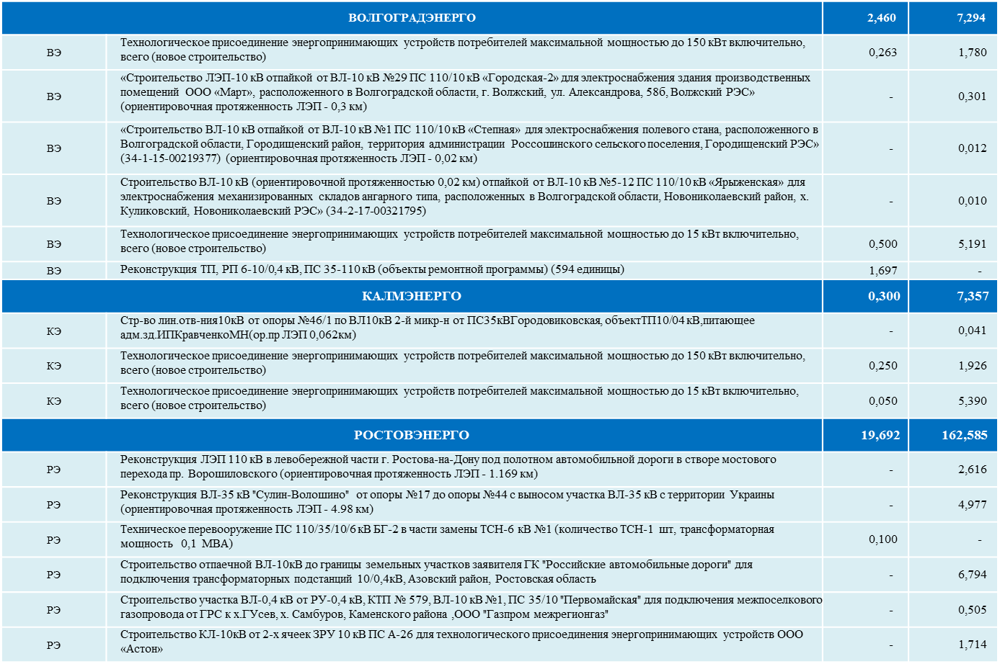 ВОЛГОГРАДЭНЕРГО 2,460 7,294
Технологическое присоединение энергопринимающих устройств потребителей максимальной мощностью до 150 кВт включительно,
ВЭ всего (новое строительство) 0,263 1,780
«Строительство ЛЭП-10 кВ отпайкой от ВЛ-10 кВ №29 ПС 110/10 кВ «Городская-2» для электроснабжения здания производственных
ВЭ помещений ООО «Март», расположенного в Волгоградской области, г. Волжский, ул. Александрова, 58б, Волжский РЭС» - 0,301
(ориентировочная протяженность ЛЭП - 0,3 км)
«Строительство ВЛ-10 кВ отпайкой от ВЛ-10 кВ №1 ПС 110/10 кВ «Степная» для электроснабжения полевого стана, расположенного в
ВЭ Волгоградской области, Городищенский район, территория администрации Россошинского сельского поселения, Городищенский РЭС» - 0,012
(34-1-15-00219377) (ориентировочная протяженность ЛЭП - 0,02 км)
Строительство ВЛ-10 кВ (ориентировочной протяженностью 0,02 км) отпайкой от ВЛ-10 кВ №5-12 ПС 110/10 кВ «Ярыженская» для
ВЭ электроснабжения механизированных складов ангарного типа, расположенных в Волгоградской области, Новониколаевский район, х. - 0,010
Куликовский, Новониколаевский РЭС» (34-2-17-00321795)
Технологическое присоединение энергопринимающих устройств потребителей максимальной мощностью до 15 кВт включительно,
ВЭ всего (новое строительство) 0,500 5,191
ВЭ Реконструкция ТП, РП 6-10/0,4 кВ, ПС 35-110 кВ (объекты ремонтной программы) (594 единицы) 1,697 -
КАЛМЭНЕРГО 0,300 7,357
Стр-во лин.отв-ния10кВ от опоры №46/1 по ВЛ10кВ 2-й микр-н от ПС35кВГородовиковская, объектТП10/04 кВ,питающее
КЭ адм.зд.ИПКравченкоМН(ор.пр ЛЭП 0,062км) - 0,041
Технологическое присоединение энергопринимающих устройств потребителей максимальной мощностью до 150 кВт включительно,
КЭ всего (новое строительство) 0,250 1,926
Технологическое присоединение энергопринимающих устройств потребителей максимальной мощностью до 15 кВт включительно,
КЭ всего (новое строительство) 0,050 5,390
РОСТОВЭНЕРГО 19,692 162,585
Реконструкция ЛЭП 110 кВ в левобережной части г. Ростова-на-Дону под полотном автомобильной дороги в створе мостового
РЭ перехода пр. Ворошиловского (ориентировочная протяженность ЛЭП - 1.169 км) - 2,616
Реконструкция ВЛ-35 кВ "Сулин-Волошино" от опоры №17 до опоры №44 с выносом участка ВЛ-35 кВ с территории Украины
РЭ (ориентировочная протяженность ЛЭП - 4.98 км) - 4,977
Техническое перевооружение ПС 110/35/10/6 кВ БГ-2 в части замены ТСН-6 кВ №1 (количество ТСН-1 шт, трансформаторная
РЭ мощность 0,1 МВА) 0,100 -
Строительство отпаечной ВЛ-10кВ до границы земельных участков заявителя ГК "Российские автомобильные дороги" для
РЭ подключения трансформаторных подстанций 10/0,4кВ, Азовский район, Ростовская область - 6,794
Строительство участка ВЛ-0,4 кВ от РУ-0,4 кВ, КТП № 579, ВЛ-10 кВ №1, ПС 35/10 "Первомайская" для подключения межпоселкового
РЭ газопровода от ГРС к х.ГУсев, х. Самбуров, Каменского района ,ООО "Газпром межрегионгаз" - 0,505
Строительство КЛ-10кВ от 2-х ячеек ЗРУ 10 кВ ПС А-26 для технологического присоединения энергопринимающих устройств ООО
РЭ «Астон» - 1,714